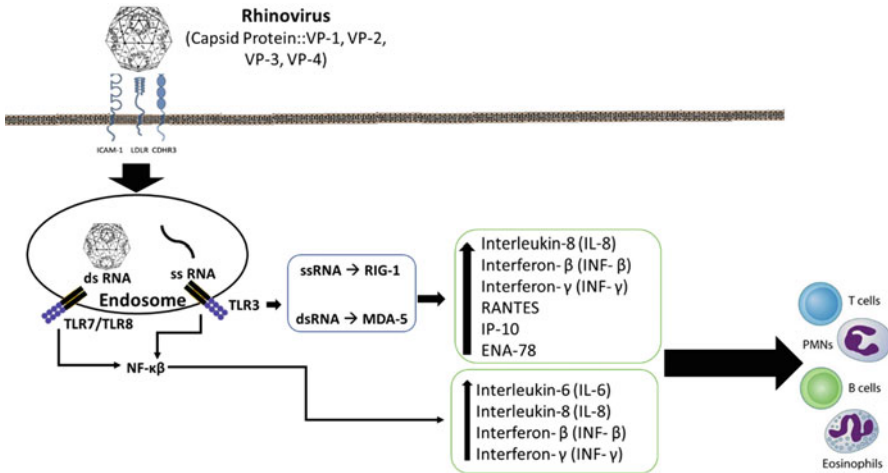 Rhinovirus
(Capsid Protein::VP-1, VP-2,
VP-3, VP-4)
ICAM-1 LDLR CDHR3
ds RNA
ss RNA
Endosome
TLR7/TLR8
TLR3
NF-κβ
ssRNA → RIG-1
dsRNA → MDA-5
Interleukin-8 (IL-8)
Interferon-β (INF- β)
Interferon-γ (INF- γ)
RANTES
IP-10
ENA-78
Interleukin-6 (IL-6)
Interleukin-8 (IL-8)
Interferon-β (INF- β)
Interferon-γ (INF- γ)
T cells
PMNs
B cells
Eosinophils